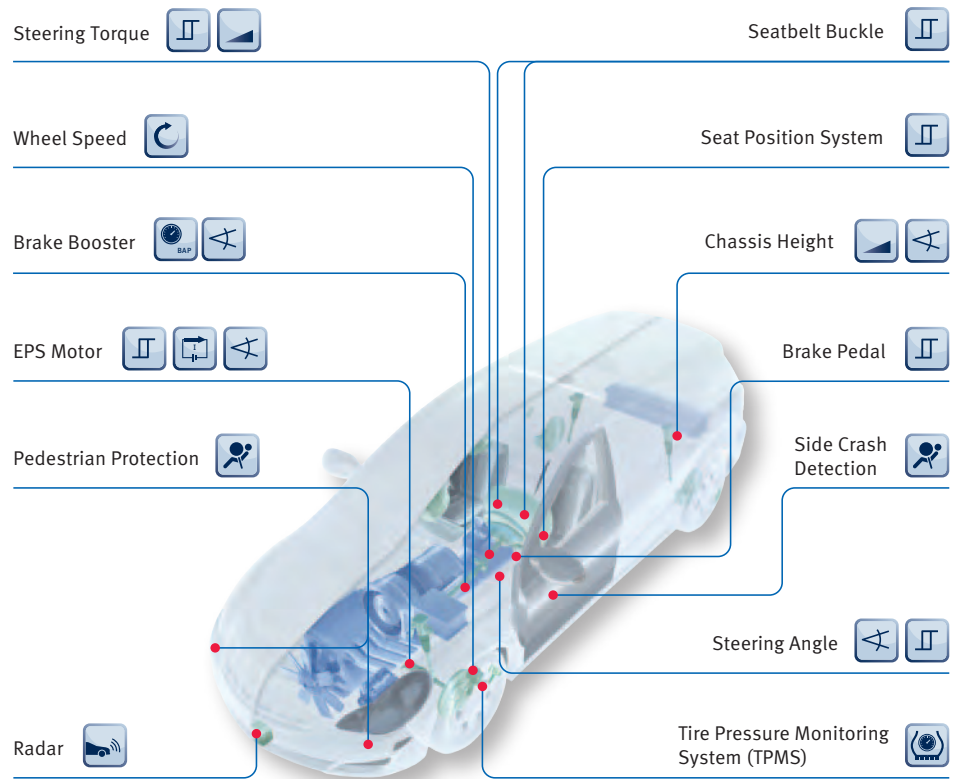 Steering Torque
Seatbelt Buckle
Wheel Speed
Seat Position System
Brake Booster
BAP
Chassis Height
EPS Motor
I
Brake Pedal
Pedestrian Protection
Side Crash
Detection
Steering Angle
Radar
Tire Pressure Monitoring
System (TPMS)